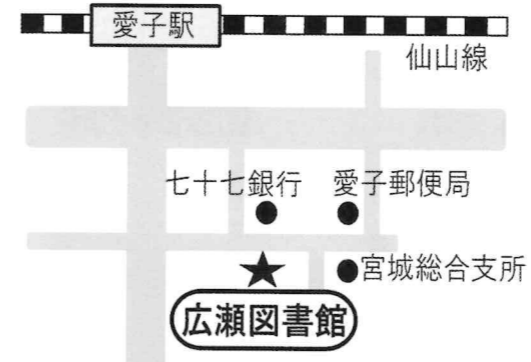 愛子駅
仙山線
七十七銀行
愛子郵便局
宮城総合支所
広瀬図書館